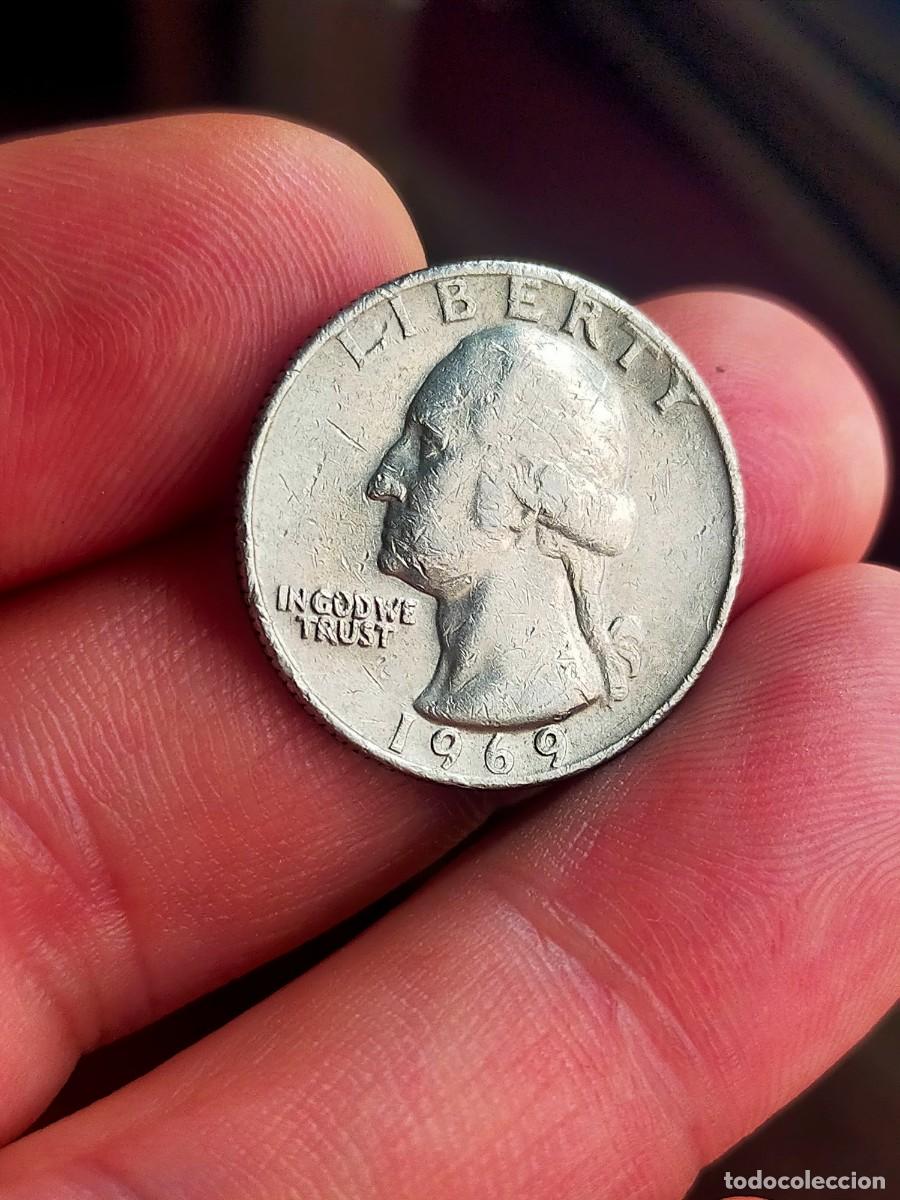 LIBERTY
IN GOD WE
TRUST
1969
todocoleccion